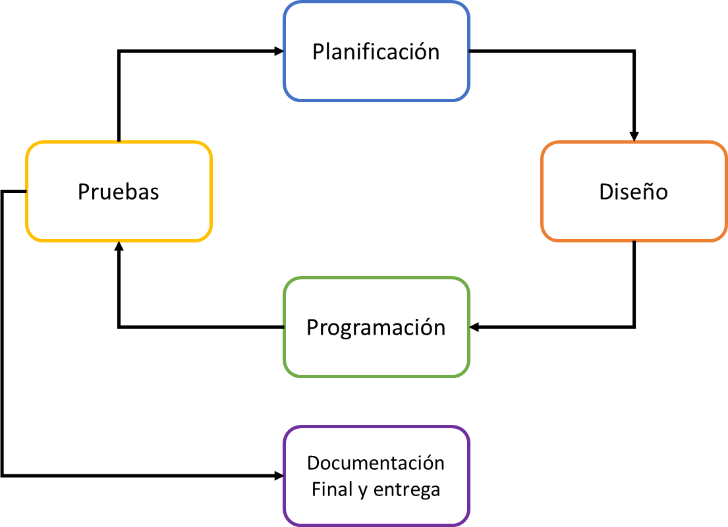 Planificación
Pruebas
Diseño
Programación
Documentación
Final y entrega